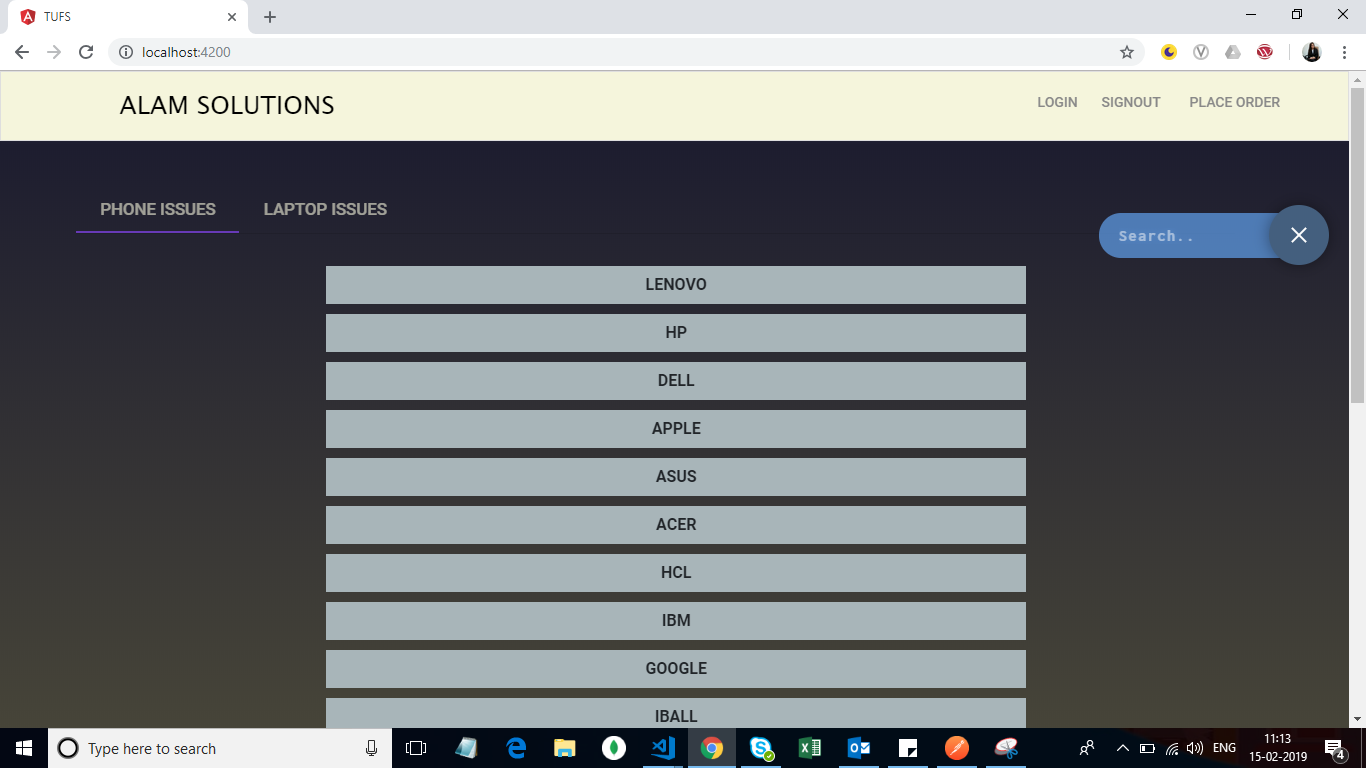 TUFS
localhost:4200
ALAM SOLUTIONS
LOGIN SIGNOUT PLACE ORDER
PHONE ISSUES LAPTOP ISSUES
Search..
LENOVO
HP
DELL
APPLE
ASUS
ACER
HCL
IBM
GOOGLE
IBALL
Type here to search
ENG
11:13
15-02-2019
4